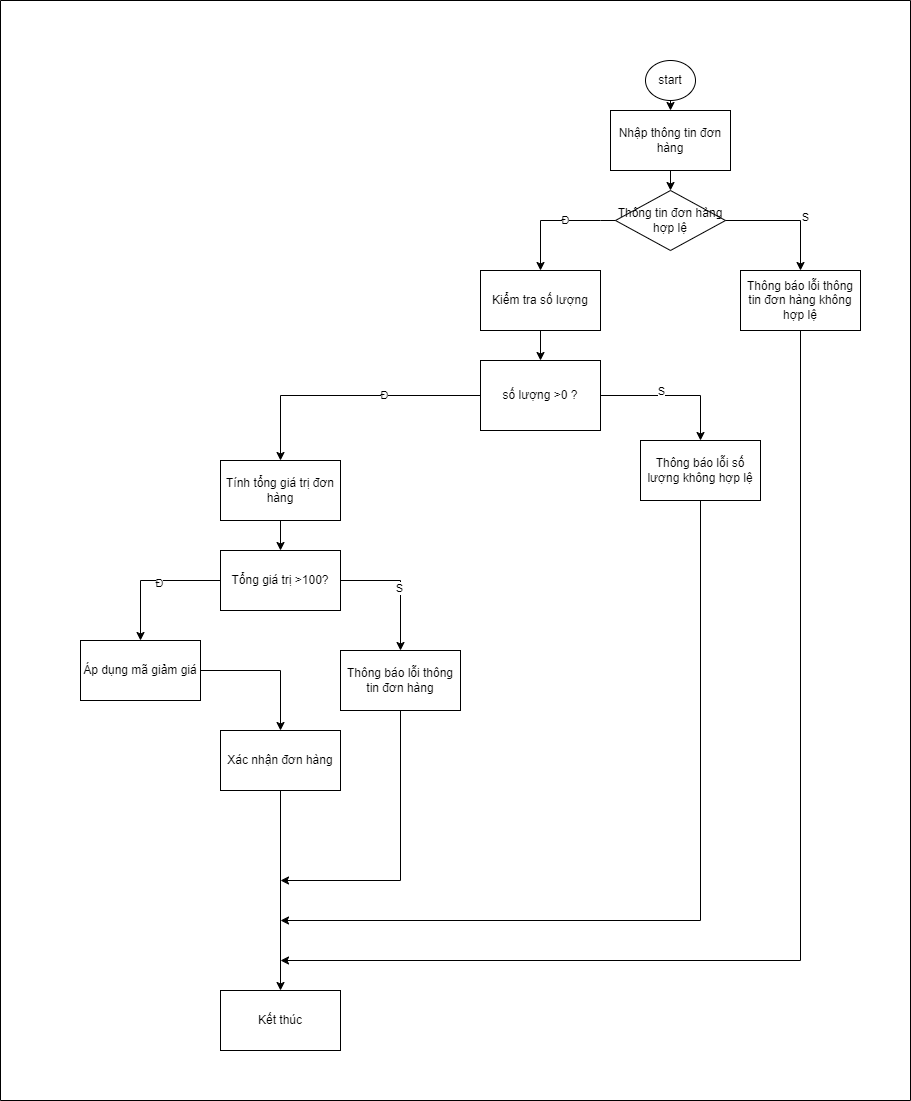 start
Nhập thông tin đơn
hàng
Thông tin đơn hàng
hợp lệ
Đ
S
Kiểm tra số lượng
Thông báo lỗi thông
tin đơn hàng không
hợp lệ
số lượng >0 ?
Đ
S
Thông báo lỗi số
lượng không hợp lệ
Tính tổng giá trị đơn
hàng
Tổng giá trị >100?
Đ
S
Áp dụng mã giảm giá
Thông báo lỗi thông
tin đơn hàng
Xác nhận đơn hàng
Kết thúc